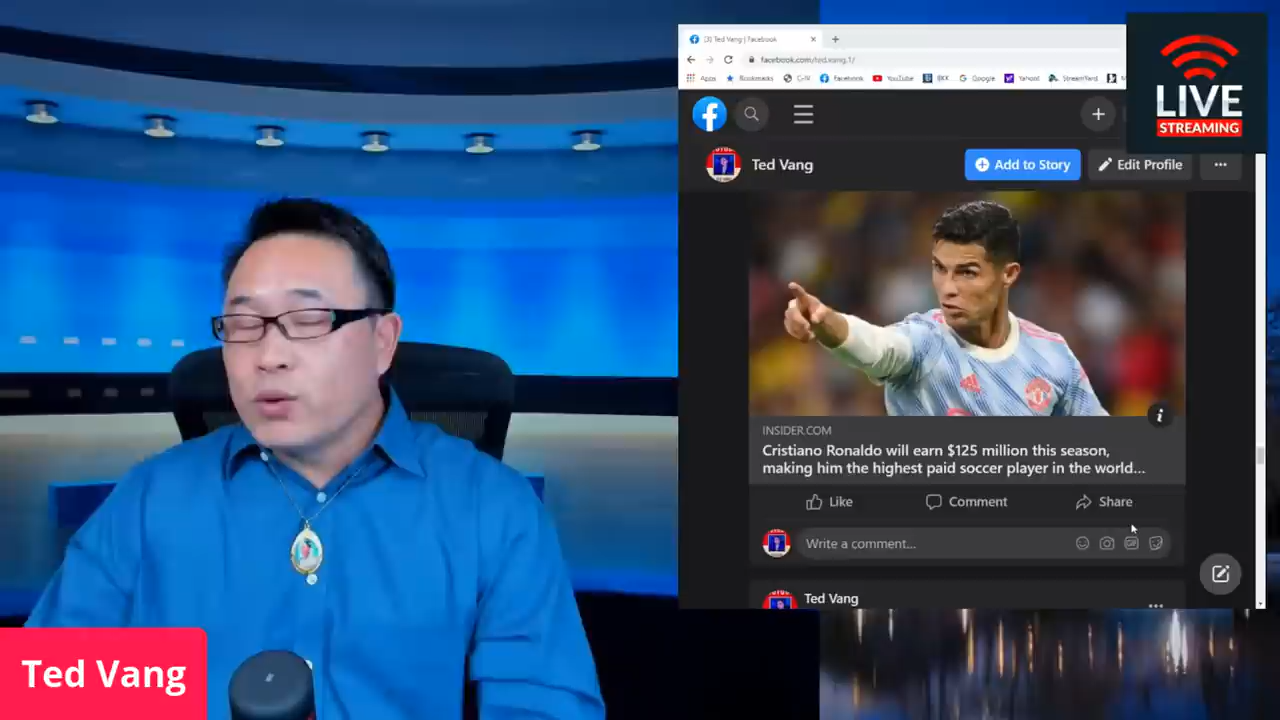 (3) Ted Vang | Facebook
facebook.com/ted.vang.1/
Apps
Bookmarks
Facebook
YouTube
Google
Yahoo!
StreamYard
LIVE
STREAMING
Ted Vang
Add to Story
Edit Profile
INSIDER.COM
Cristiano Ronaldo will earn $125 million this season,
making him the highest paid soccer player in the world...
Like
Comment
Share
Write a comment...
GIF
Ted Vang
Ted Vang